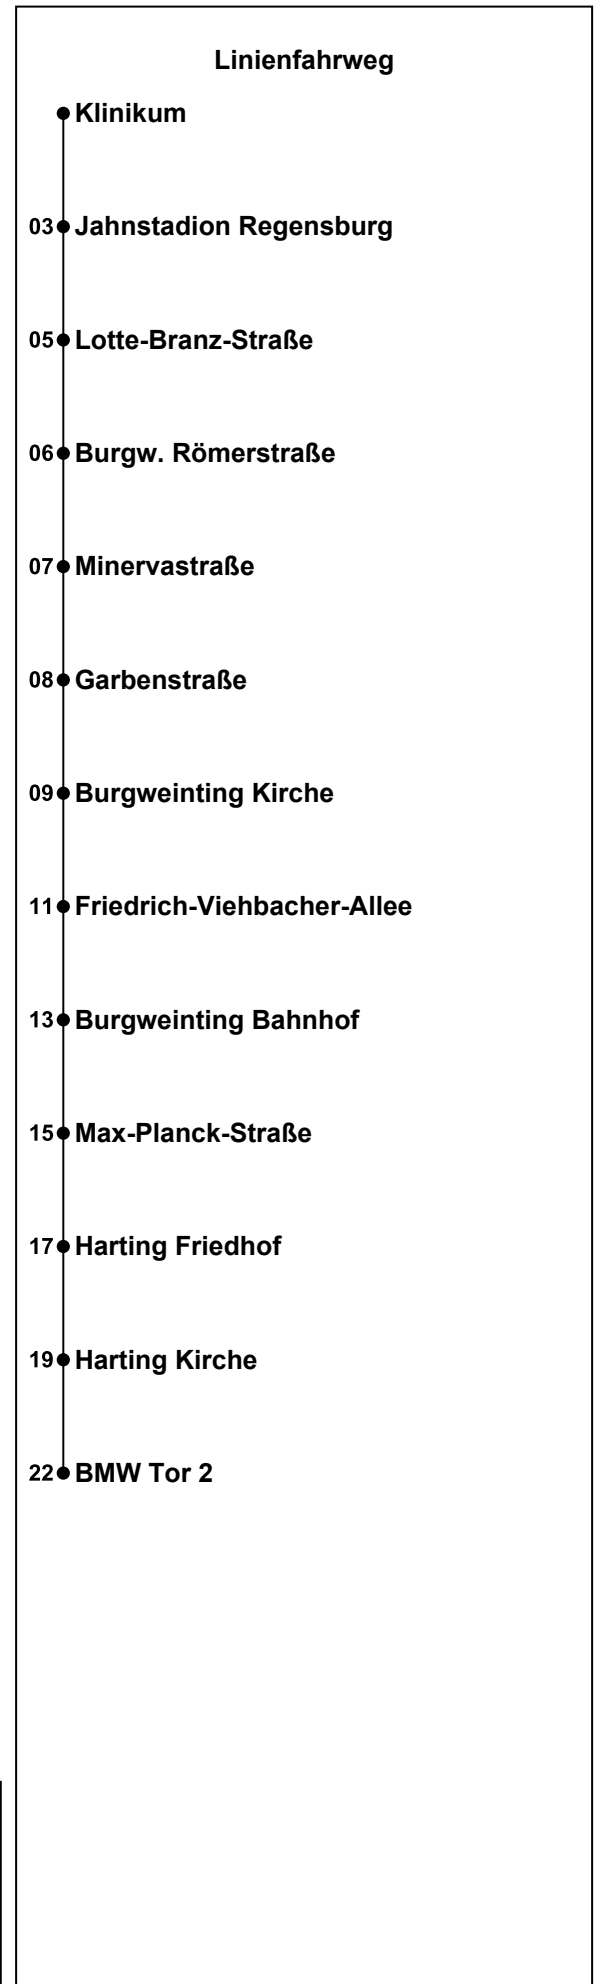 Linienfahrweg
Klinikum
03 Jahnstadion Regensburg
05 Lotte-Branz-Straße
06 Burgw. Römerstraße
07 Minervastraße
08 Garbenstraße
09 Burgweinting Kirche
11 Friedrich-Viehbacher-Allee
13 Burgweinting Bahnhof
15 Max-Planck-Straße
17 Harting Friedhof
19 Harting Kirche
22 BMW Tor 2